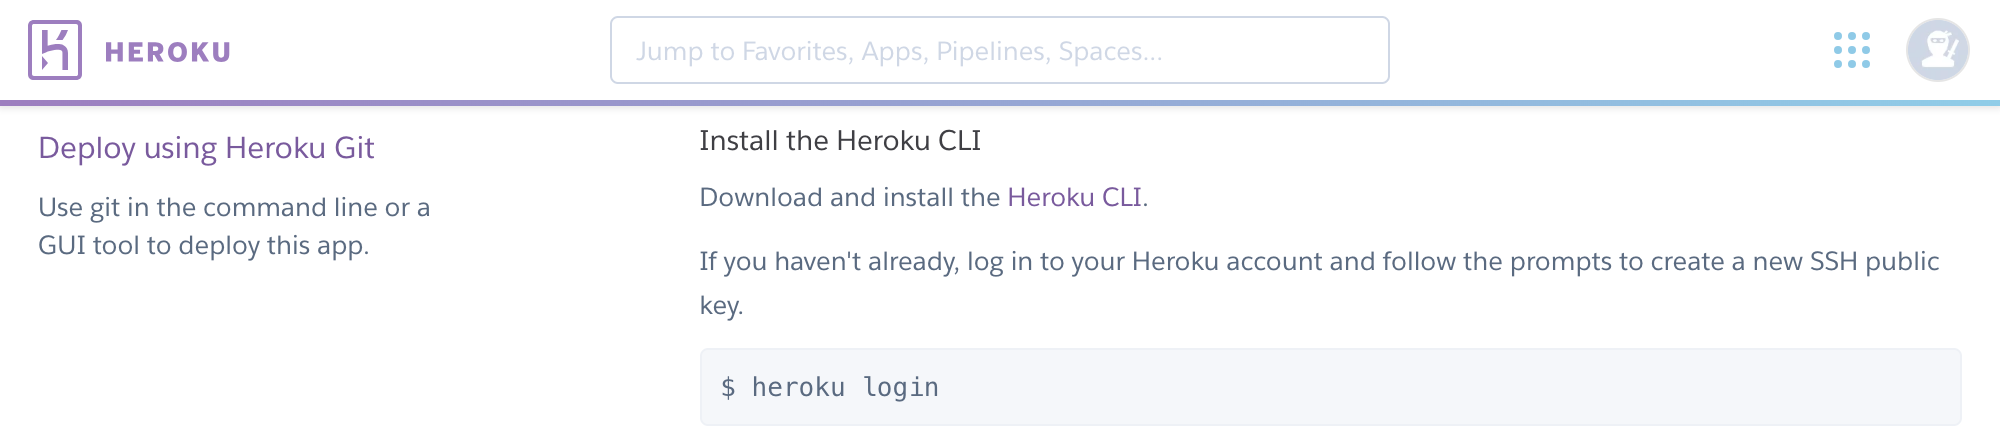 HEROKU
Jump to Favorites, Apps, Pipelines, Spaces...
Deploy using Heroku Git
Use git in the command line or a
GUI tool to deploy this app.
Install the Heroku CLI
Download and install the Heroku CLI.
If you haven't already, log in to your Heroku account and follow the prompts to create a new SSH public
key.
$ heroku login